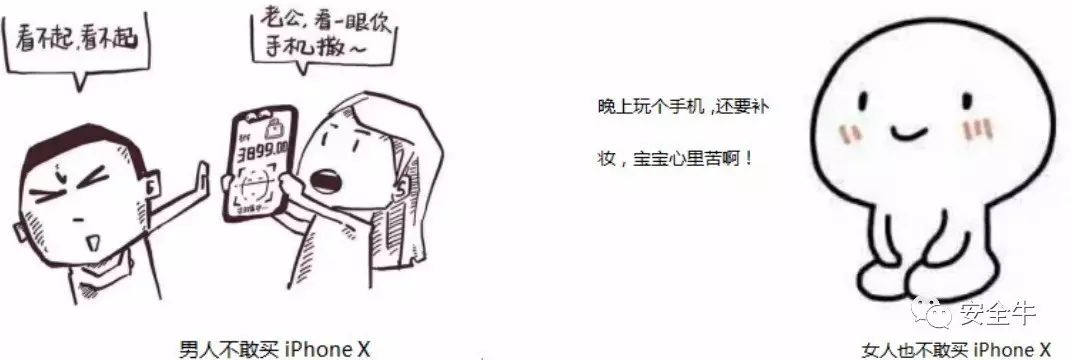 看不起,看不起
老公,看一眼你
手机撒~
3899.00
晚上玩个手机,还要补
妆，宝宝心里苦啊！
安全牛
男人不敢买 iPhone X
女人也不敢买 iPhone X